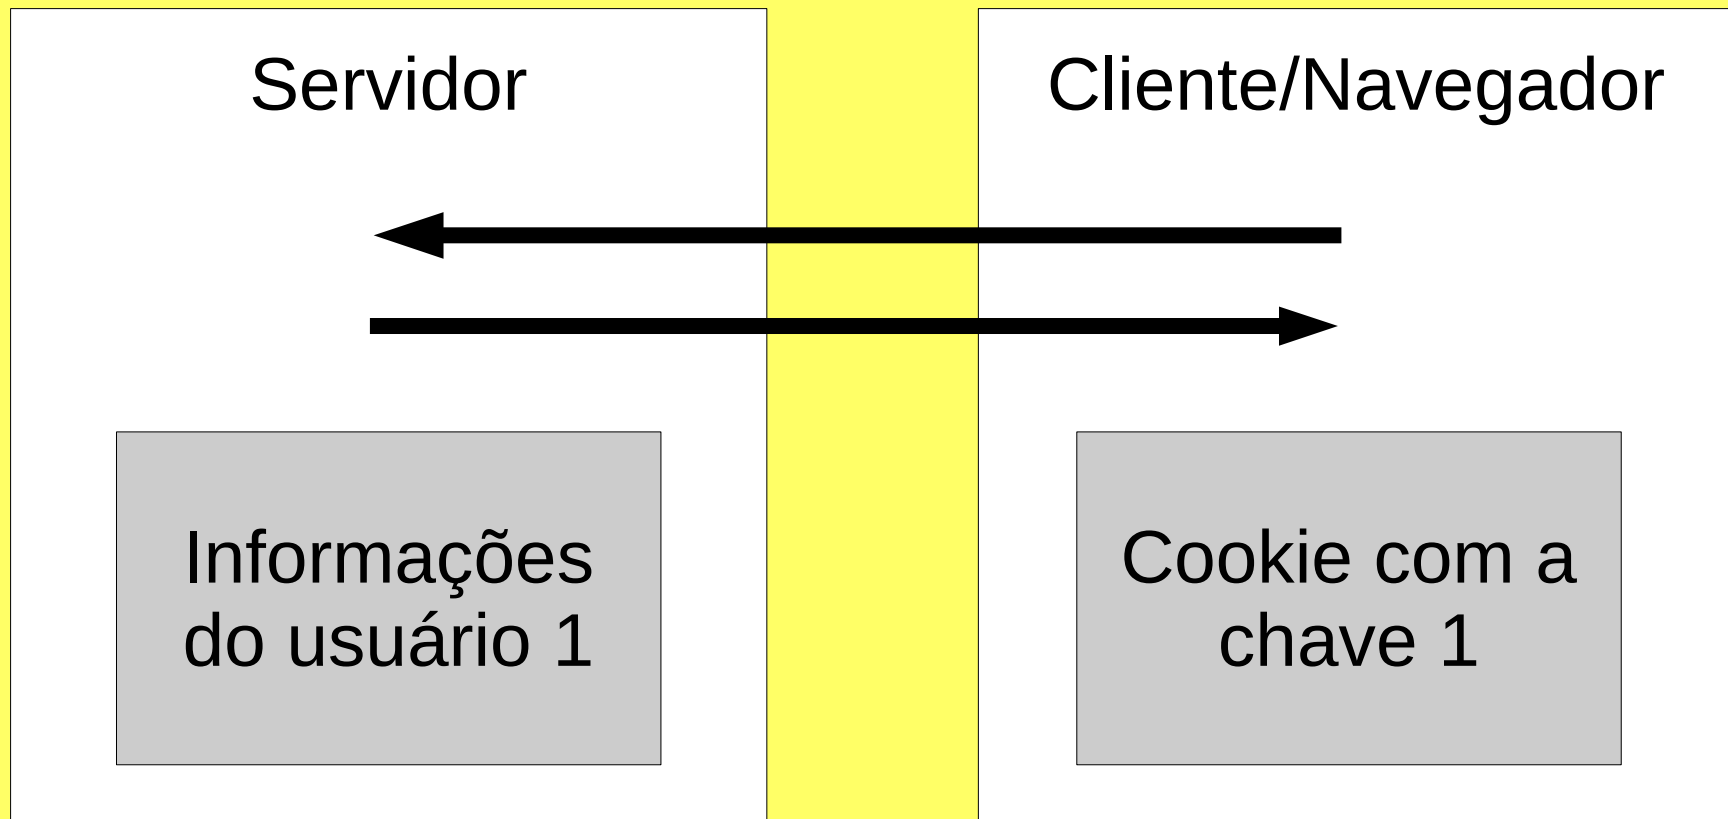 Servidor
Cliente/Navegador
Informações
do usuário 1
Cookie com a
chave 1